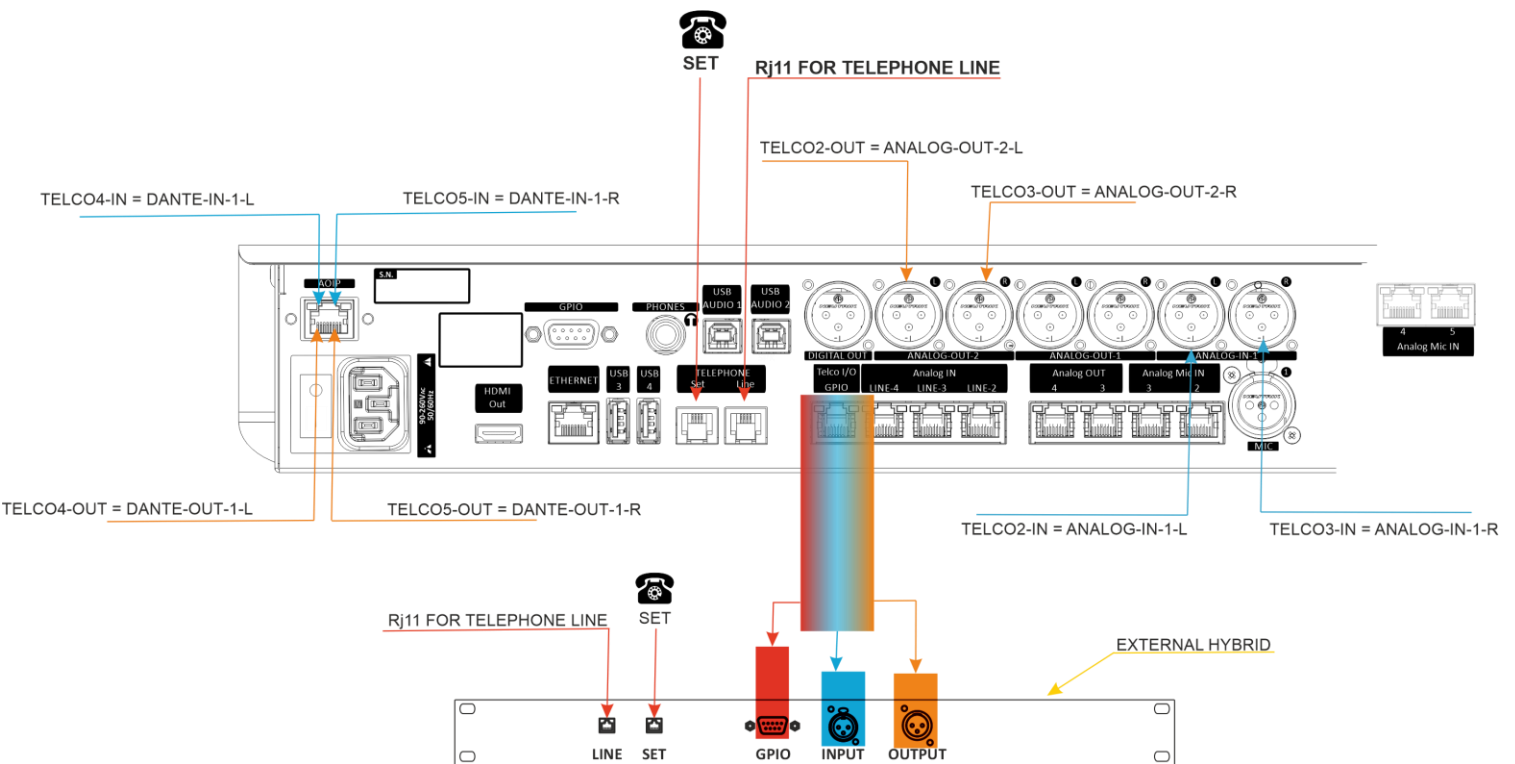 SET
Rj11 FOR TELEPHONE LINE
TELCO2-OUT = ANALOG-OUT-2-L
TELCO3-OUT = ANALOG-OUT-2-R
TELCO4-IN = DANTE-IN-1-L
TELCO5-IN = DANTE-IN-1-R
AOIP
S.N.
GPIO
PHONES
USB AUDIO 1
USB AUDIO 2
L
R
L
R
L
R
DIGITAL OUT
ANALOG-OUT-2
ANALOG-OUT-1
ANALOG-IN-1
4 5
Analog Mic IN
90-260Vac
50/60Hz
HDMI
Out
ETHERNET
USB
3
USB
4
TELEPHONE
Set Line
Telco I/O
GPIO
Analog IN
LINE-4 LINE-3 LINE-2
Analog OUT
4 3
Analog Mic IN
3 2
1
MIC
TELCO4-OUT = DANTE-OUT-1-L
TELCO5-OUT = DANTE-OUT-1-R
TELCO2-IN = ANALOG-IN-1-L
TELCO3-IN = ANALOG-IN-1-R
Rj11 FOR TELEPHONE LINE
SET
EXTERNAL HYBRID
LINE SET GPIO INPUT OUTPUT